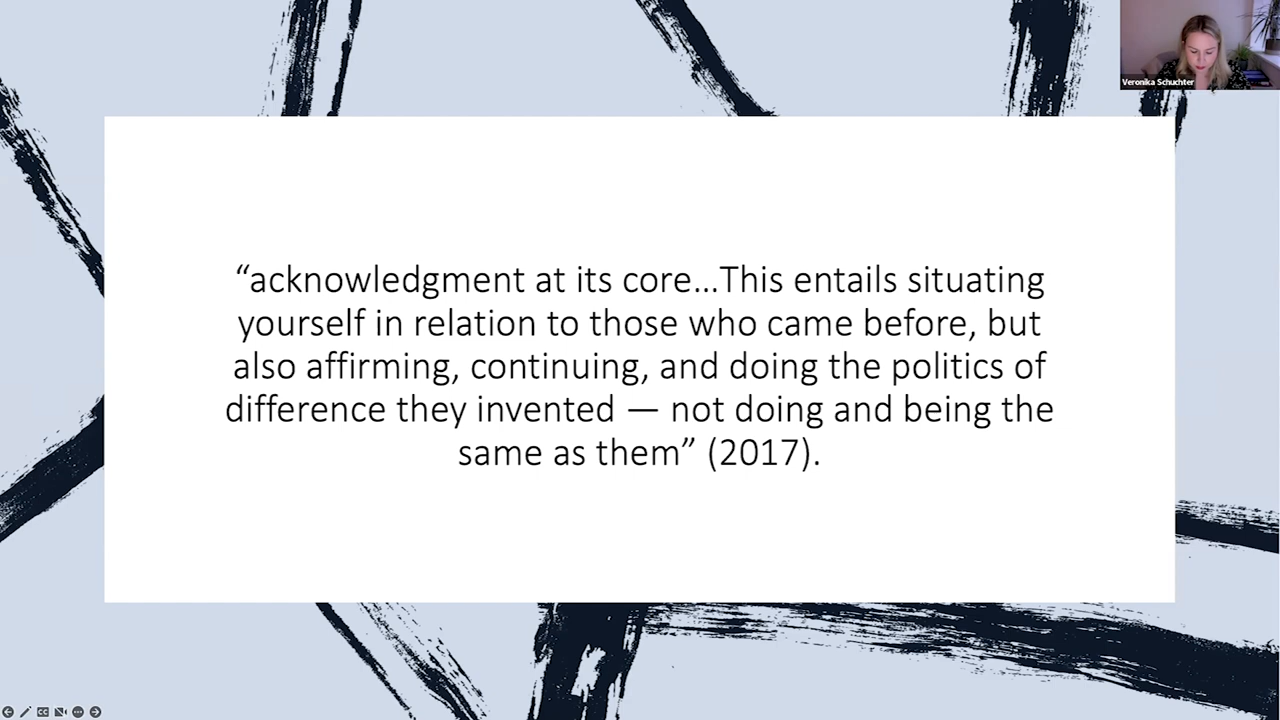 Veronika Schuchter
“acknowledgment at its core…This entails situating
yourself in relation to those who came before, but
also affirming, continuing, and doing the politics of
difference they invented — not doing and being the
same as them” (2017).